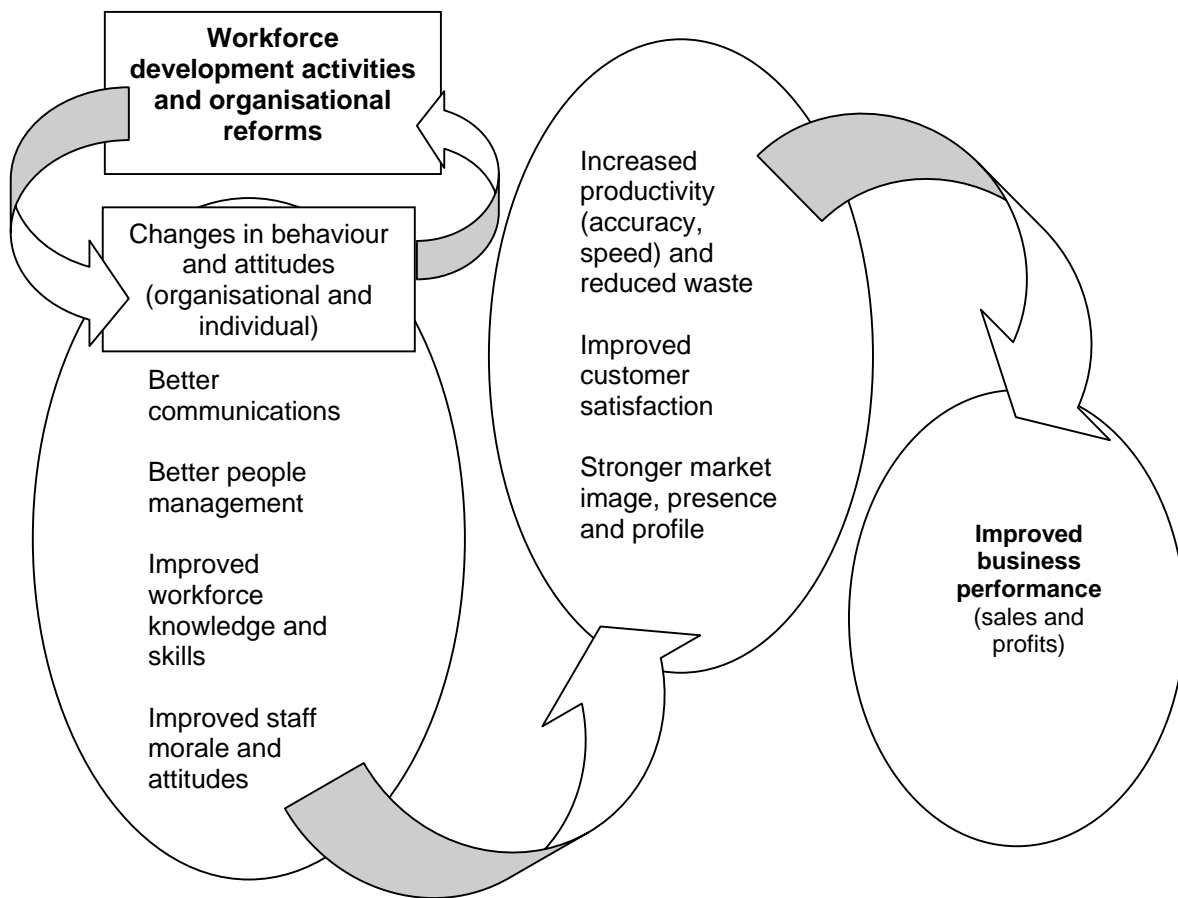 Workforce
development activities
and organisational
reforms
Changes in behaviour
and attitudes
(organisational and
individual)
Better
communications
Better people
management
Improved
workforce
knowledge and
skills
Improved staff
morale and
attitudes
Increased
productivity
(accuracy,
speed) and
reduced waste
Improved
customer
satisfaction
Stronger market
image, presence
and profile
Improved
business
performance
(sales and
profits)